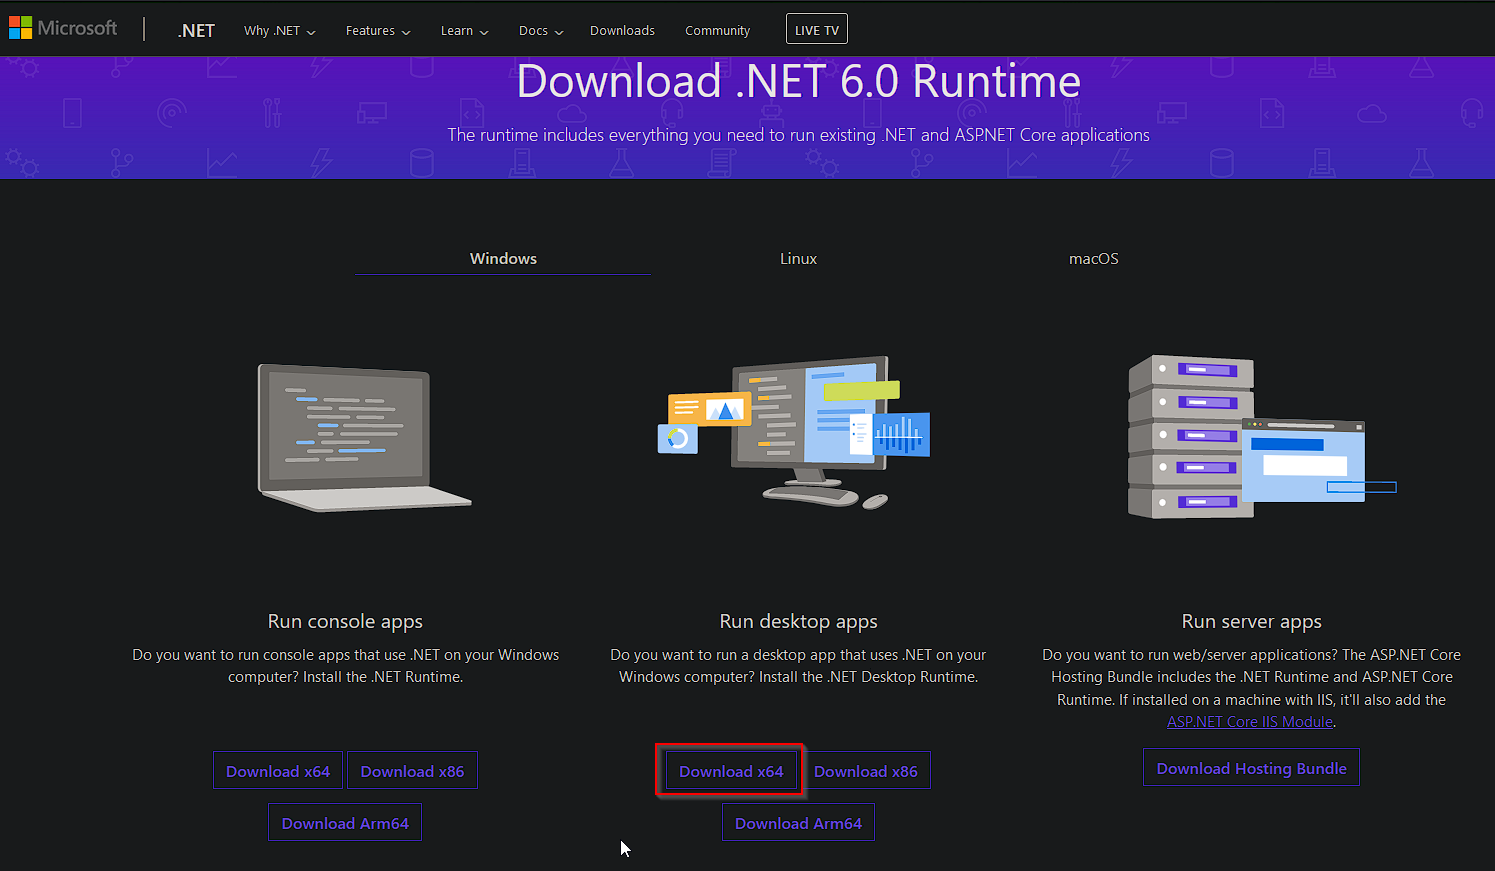 Microsoft
.NET
Why .NET
Features
Learn
Docs
Downloads
Community
LIVE TV
Download .NET 6.0 Runtime
The runtime includes everything you need to run existing .NET and ASP.NET Core applications
Windows
Linux
macOS
Run console apps
Do you want to run console apps that use .NET on your Windows
computer? Install the .NET Runtime.
Download x64
Download x86
Download Arm64
Run desktop apps
Do you want to run a desktop app that uses .NET on your
Windows computer? Install the .NET Desktop Runtime.
Download x64
Download x86
Download Arm64
Run server apps
Do you want to run web/server applications? The ASP.NET Core
Hosting Bundle includes the .NET Runtime and ASP.NET Core
Runtime. If installed on a machine with IIS, it'll also add the
ASP.NET Core IIS Module.
Download Hosting Bundle